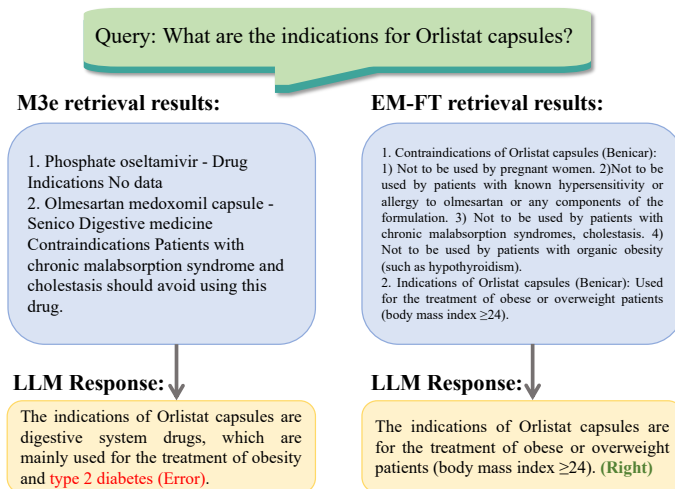 Query: What are the indications for Orlistat capsules?
M3e retrieval results:
1. Phosphate oseltamivir - Drug
Indications No data
2. Olmesartan medoxomil capsule -
Senico Digestive medicine
Contraindications Patients with
chronic malabsorption syndrome and
cholestasis should avoid using this
drug.
LLM Response:
The indications of Orlistat capsules are
digestive system drugs, which are
mainly used for the treatment of obesity
and type 2 diabetes (Error).
EM-FT retrieval results:
1. Contraindications of Orlistat capsules (Benicar):
1) Not to be used by pregnant women. 2)Not to be
used by patients with known hypersensitivity or
allergy to olmesartan or any components of the
formulation. 3) Not to be used by patients with
chronic malabsorption syndromes, cholestasis. 4)
Not to be used by patients with organic obesity
(such as hypothyroidism).
2. Indications of Orlistat capsules (Benicar): Used
for the treatment of obese or overweight patients
(body mass index ≥24).
LLM Response:
The indications of Orlistat capsules are
for the treatment of obese or overweight
patients (body mass index ≥24). (Right)